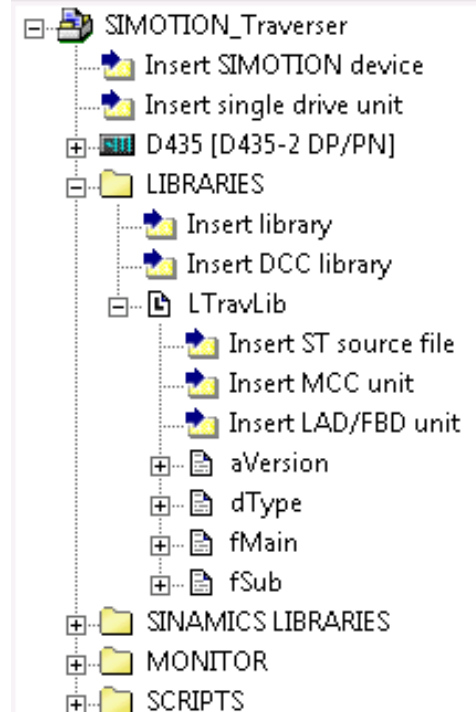 SIMOTION_Traverser
Insert SIMOTION device
Insert single drive unit
D435 [D435-2 DP/PN]
LIBRARIES
Insert library
Insert DCC library
LTravLib
Insert ST source file
Insert MCC unit
Insert LAD/FBD unit
aVersion
dType
fMain
fSub
SINAMICS LIBRARIES
MONITOR
SCRIPTS